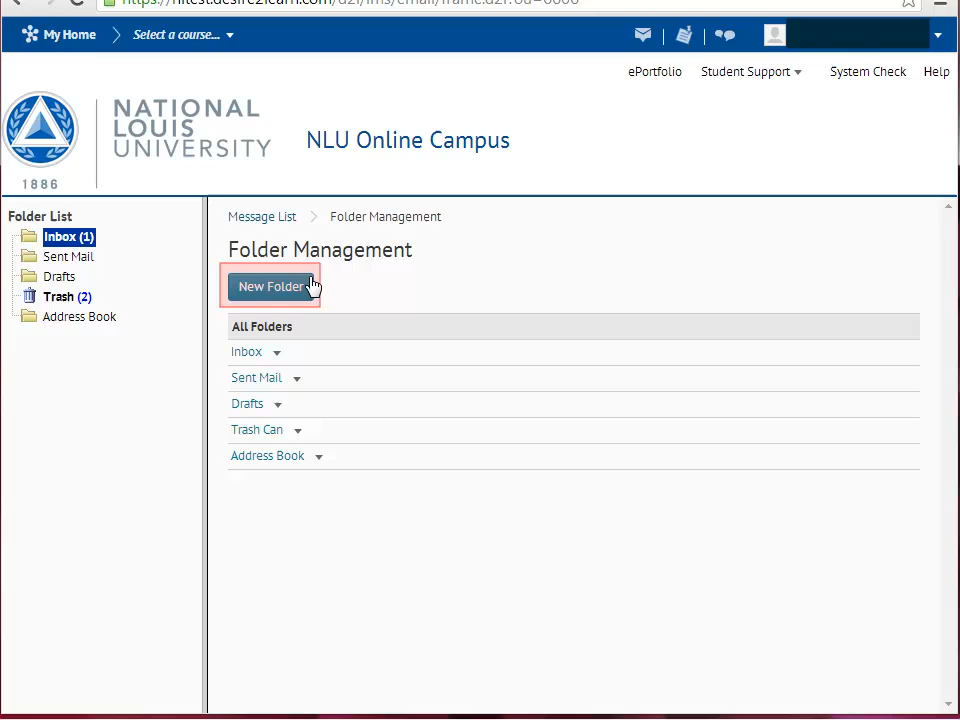 My Home
Select a course...
ePortfolio
Student Support
System Check
Help
NATIONAL
LOUIS
UNIVERSITY
1886
NLU Online Campus
Folder List
Inbox (1)
Sent Mail
Drafts
Trash (2)
Address Book
Message List
Folder Management
Folder Management
New Folder
All Folders
Inbox
Sent Mail
Drafts
Trash Can
Address Book